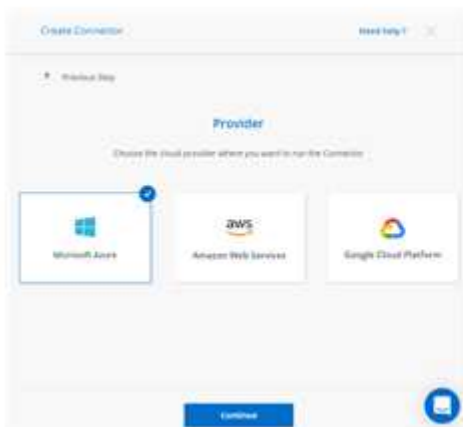 Create Connector
Need help?
Previous Step
Provider
Choose the cloud provider where you want to run the Connector
aws
Microsoft Azure
Amazon Web Services
Google Cloud Platform
Continue